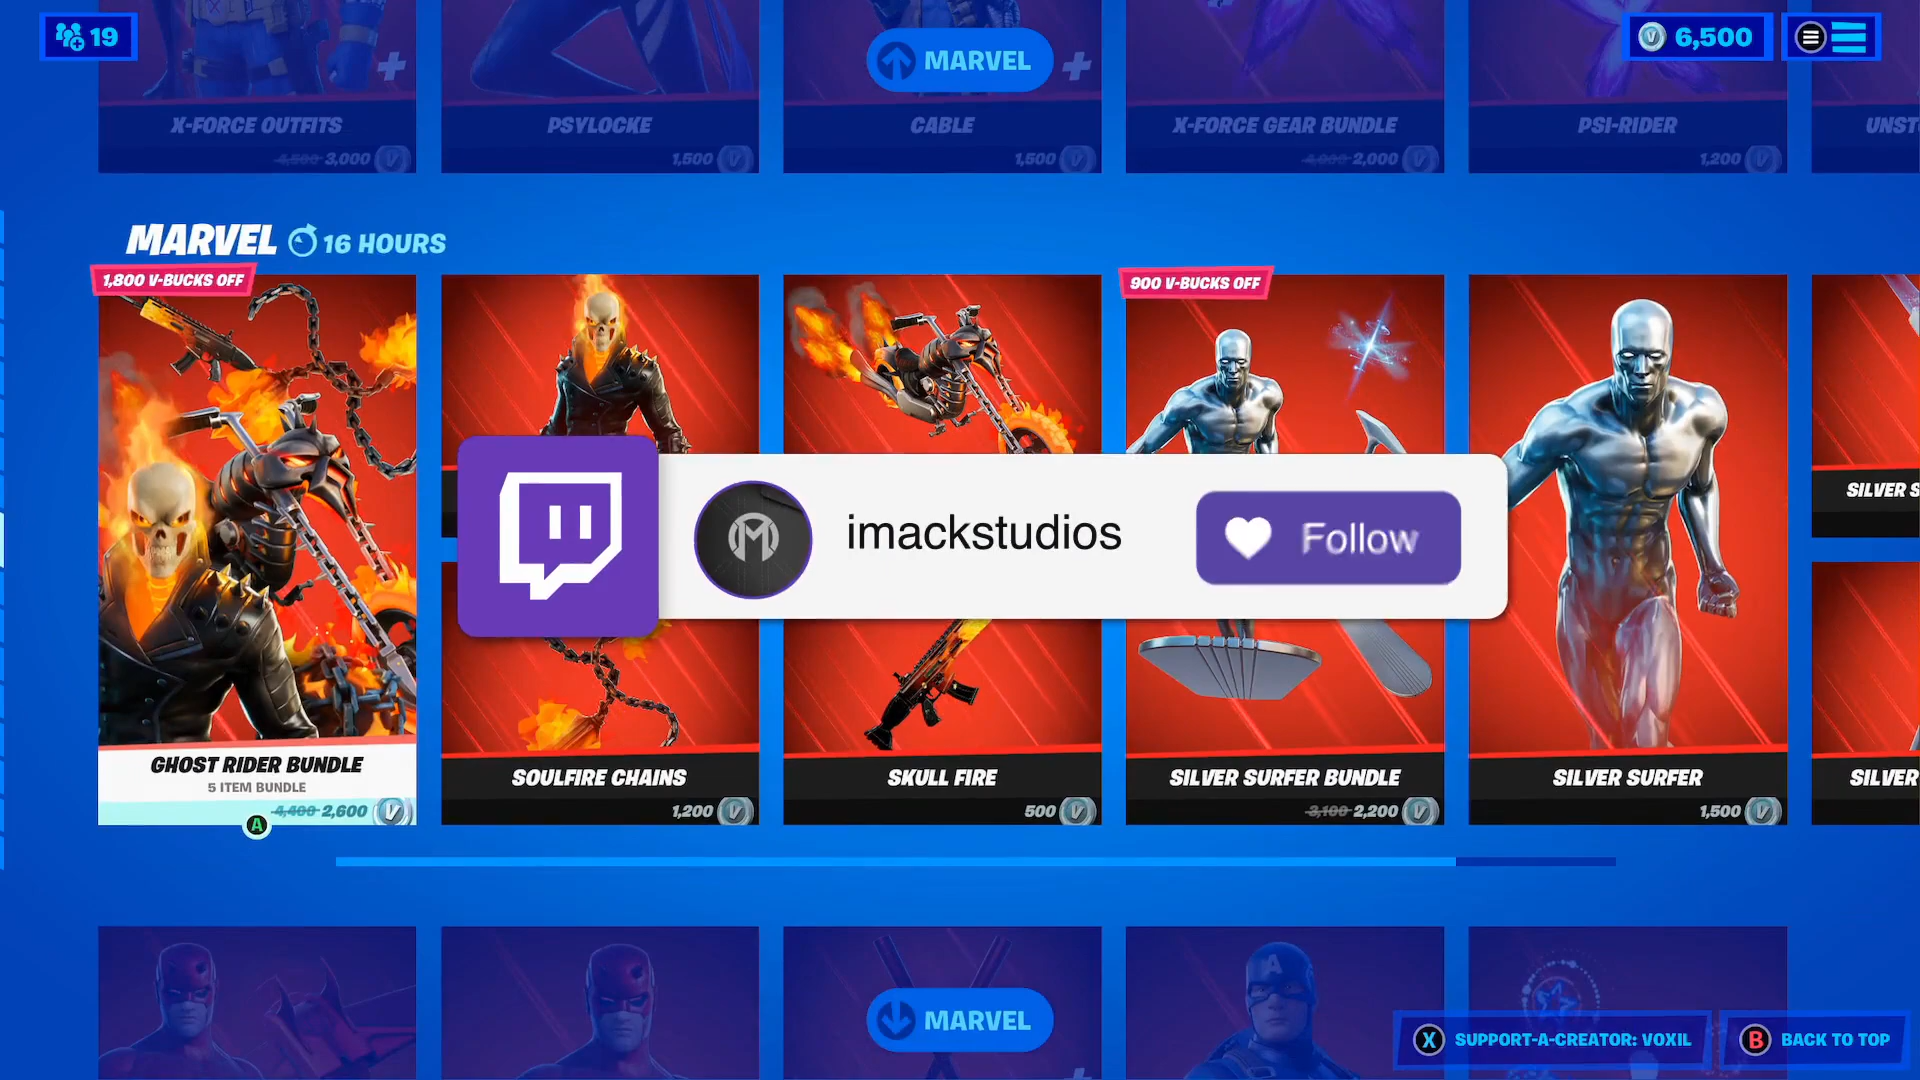 19
MARVEL
6,500
X-FORCE OUTFITS
4,500 3,000
PSYLOCKE
1,500
CABLE
1,500
X-FORCE GEAR BUNDLE
4,000 2,000
PSI-RIDER
1,200
UNST
MARVEL 16 HOURS
1,800 V-BUCKS OFF
900 V-BUCKS OFF
SILVER S
imackstudios
Follow
GHOST RIDER BUNDLE
5 ITEM BUNDLE
4,400 2,600
A
SOULFIRE CHAINS
1,200
SKULL FIRE
500
SILVER SURFER BUNDLE
3,100 2,200
SILVER SURFER
1,500
SILVER
MARVEL
X SUPPORT-A-CREATOR: VOXIL
B BACK TO TOP